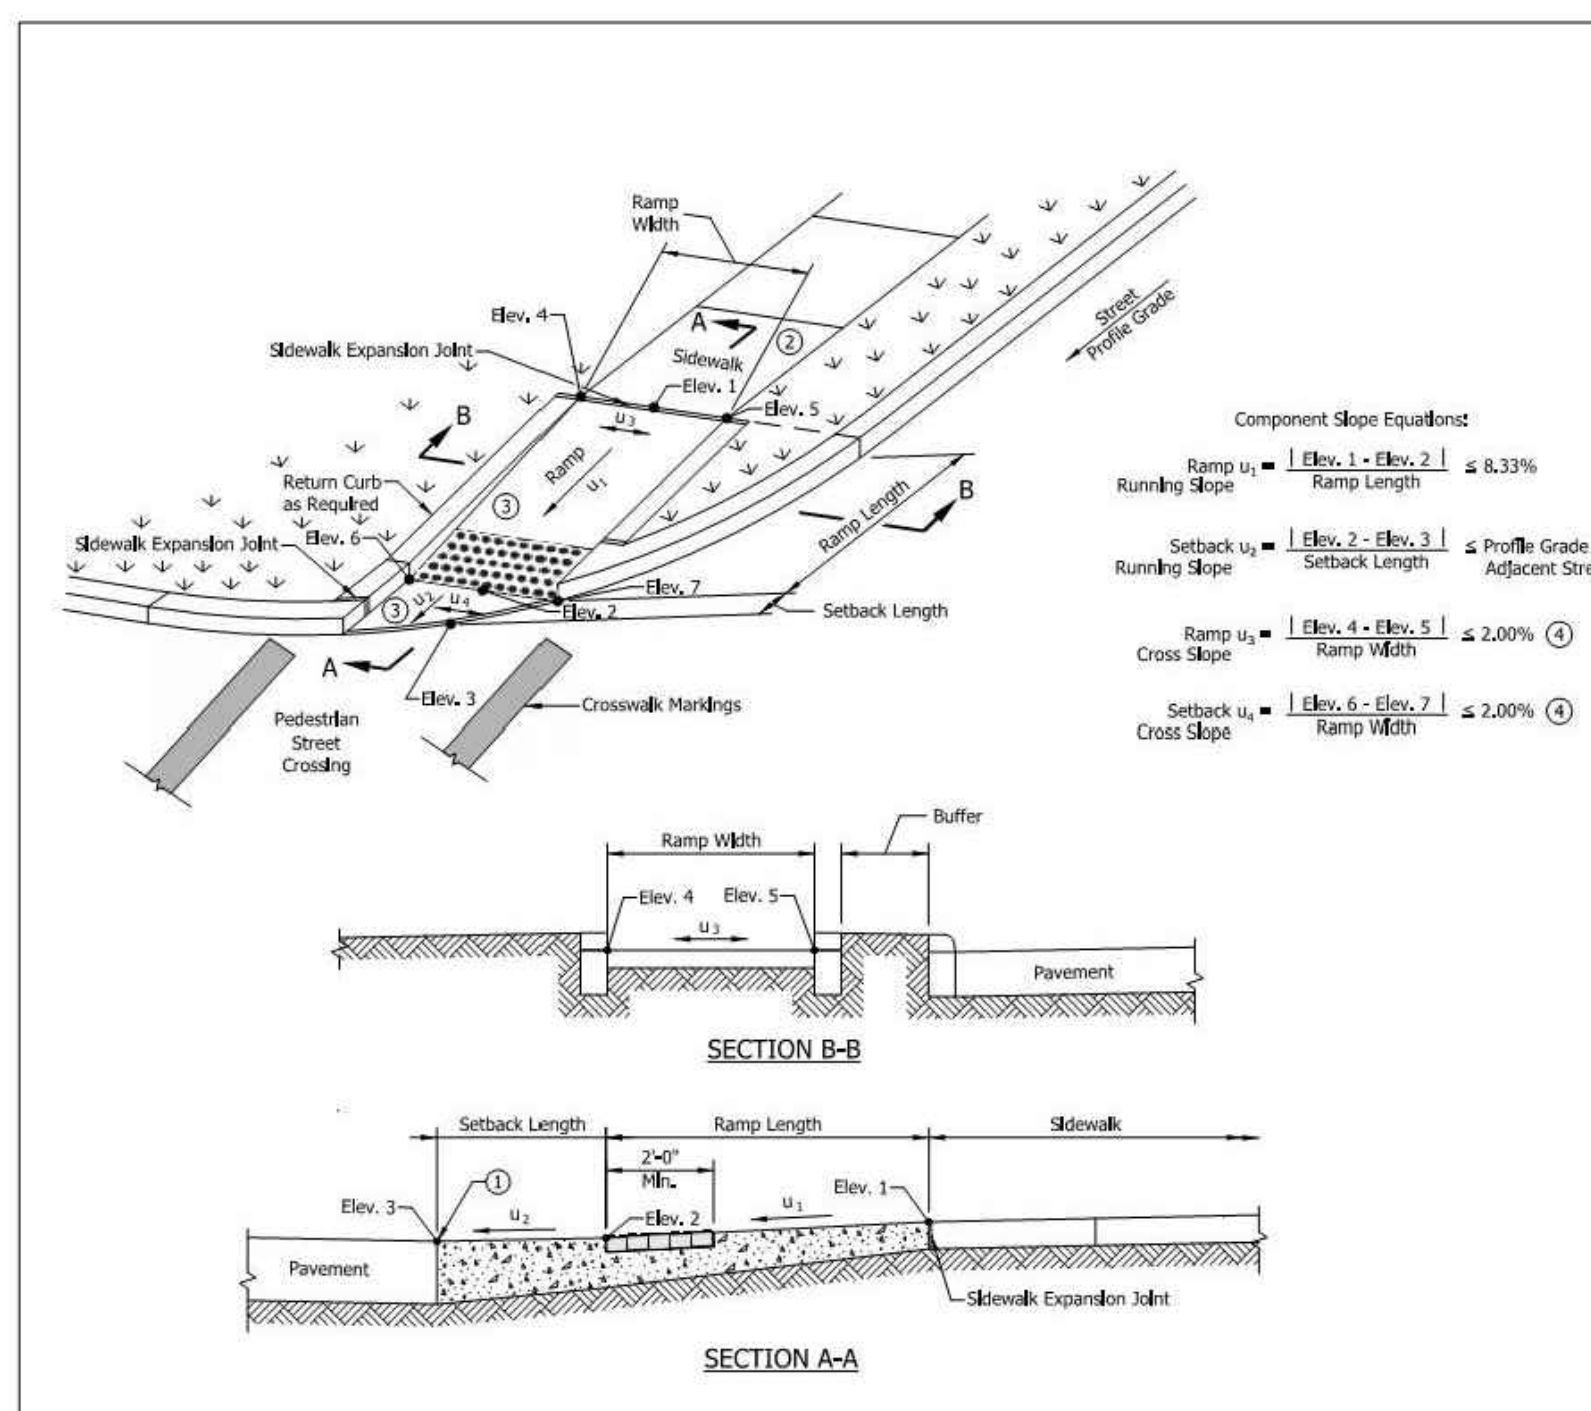 Ramp
Width
Elev. 4
A
2
Sidewalk Expansion Joint
Sidewalk
Elev. 1
Street
Profile Grade
B
u3
Elev. 5
Ramp
u1
Return Curb
as Required
3
B
Ramp Length
Elev. 6
Sidewalk Expansion Joint
3
u2
u4
Elev. 7
Elev. 2
Setback Length
A
Elev. 3
Crosswalk Markings
Pedestrian
Street
Crossing
Component Slope Equations:
Ramp u1 = | Elev. 1 - Elev. 2 | ≤ 8.33%
Running Slope Ramp Length
Setback u2 = | Elev. 2 - Elev. 3 | ≤ Profile Grade
Running Slope Setback Length Adjacent Stre
Ramp u3 = | Elev. 4 - Elev. 5 | ≤ 2.00% 4
Cross Slope Ramp Width
Setback u4 = | Elev. 6 - Elev. 7 | ≤ 2.00% 4
Cross Slope Ramp Width
Buffer
Ramp Width
Elev. 4 Elev. 5
u3
Pavement
SECTION B-B
Setback Length Ramp Length Sidewalk
2'-0"
Min.
1
Elev. 3
u2
Elev. 2
u1
Elev. 1
Pavement
Sidewalk Expansion Joint
SECTION A-A